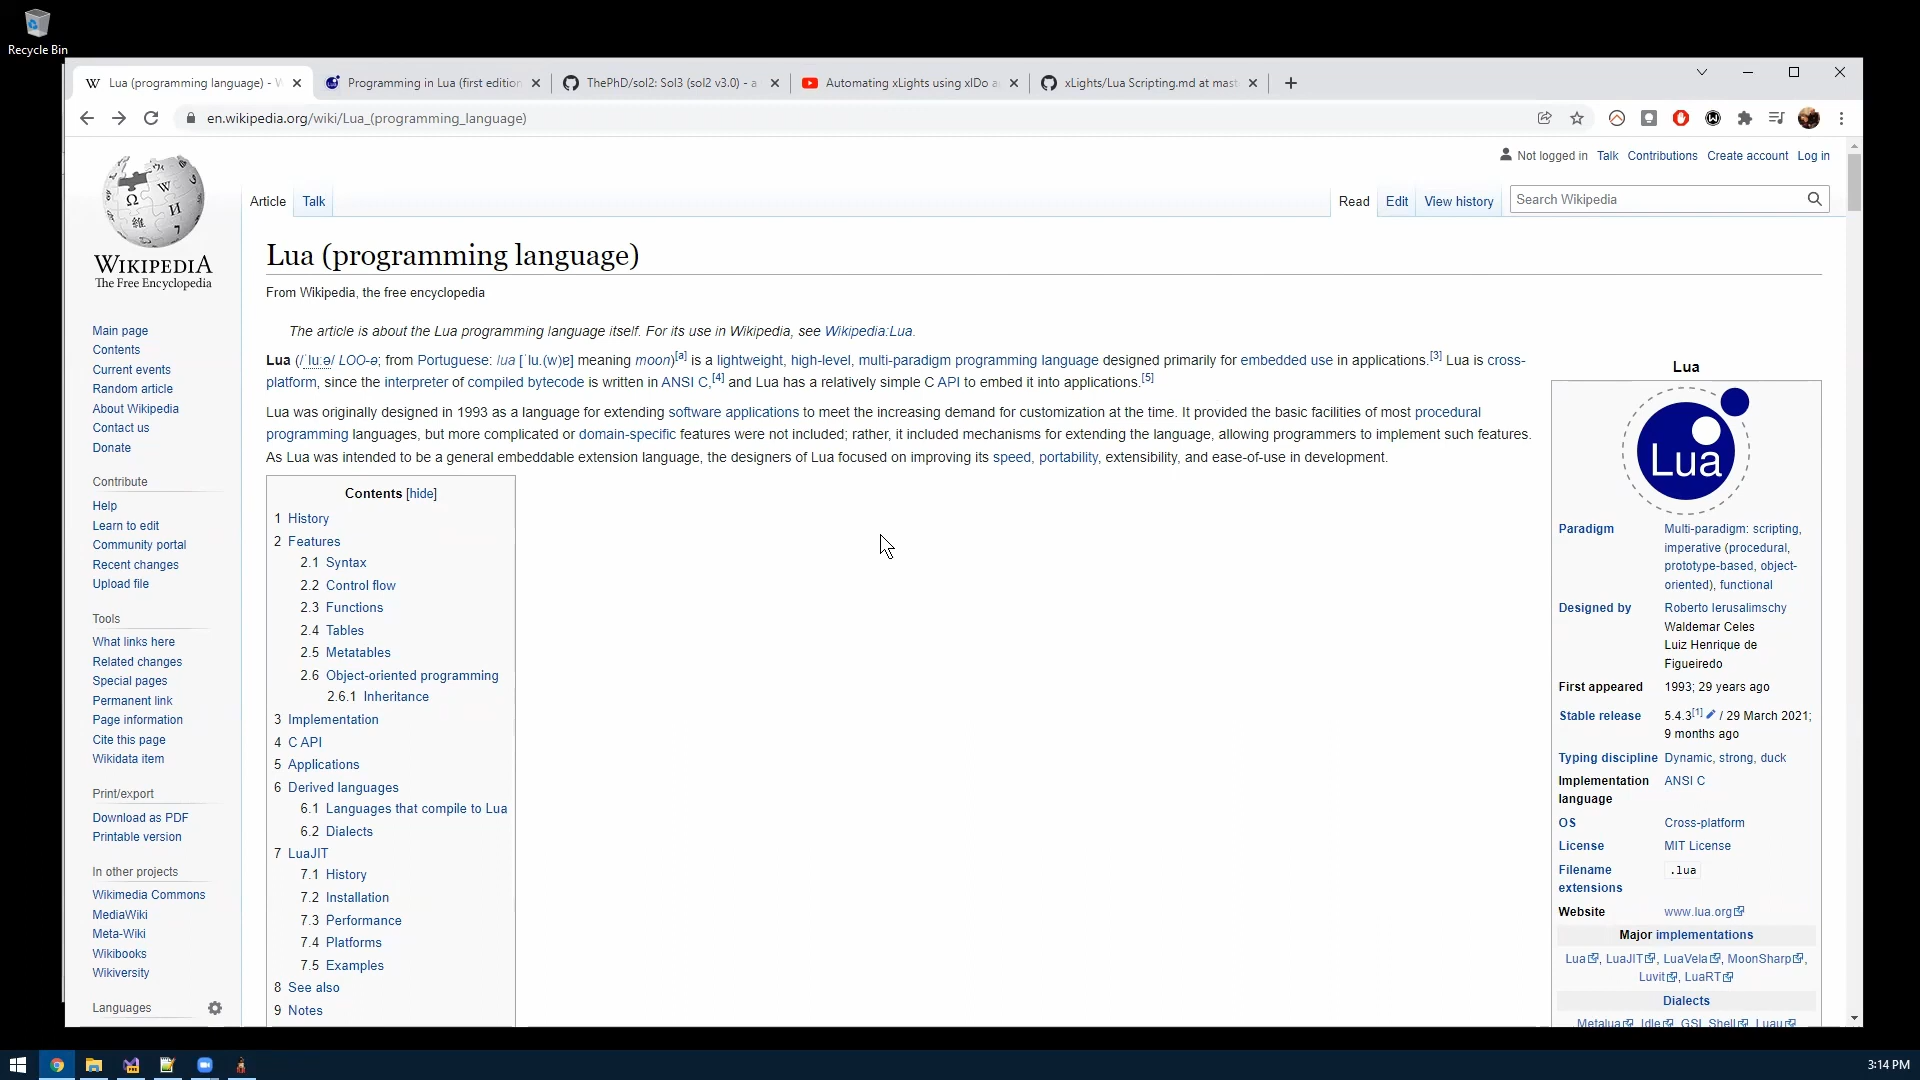 Recycle Bin
Lua (programming language) - W
Programming in Lua (first edition
ThePhD/sol2: Sol3 (sol2 v3.0) - a
Automating xLights using xlDo a
xLights/Lua Scripting.md at mast
en.wikipedia.org/wiki/Lua_(programming_language)
Not logged in Talk Contributions Create account Log in
Article Talk Read Edit View history Search Wikipedia
WIKIPEDIA
The Free Encyclopedia
Main page
Contents
Current events
Random article
About Wikipedia
Contact us
Donate
Contribute
Help
Learn to edit
Community portal
Recent changes
Upload file
Tools
What links here
Related changes
Special pages
Permanent link
Page information
Cite this page
Wikidata item
Print/export
Download as PDF
Printable version
In other projects
Wikimedia Commons
MediaWiki
Meta-Wiki
Wikibooks
Wikiversity
Languages
Lua (programming language)
From Wikipedia, the free encyclopedia
The article is about the Lua programming language itself. For its use in Wikipedia, see Wikipedia:Lua.
Lua (/ˈluːə/ LOO-ə; from Portuguese: lua [ˈlu.(w)ɐ] meaning moon)[a] is a lightweight, high-level, multi-paradigm programming language designed primarily for embedded use in applications.[3] Lua is cross-
platform, since the interpreter of compiled bytecode is written in ANSI C,[4] and Lua has a relatively simple C API to embed it into applications.[5]
Lua was originally designed in 1993 as a language for extending software applications to meet the increasing demand for customization at the time. It provided the basic facilities of most procedural
programming languages, but more complicated or domain-specific features were not included; rather, it included mechanisms for extending the language, allowing programmers to implement such features.
As Lua was intended to be a general embeddable extension language, the designers of Lua focused on improving its speed, portability, extensibility, and ease-of-use in development.
Contents [hide]
1 History
2 Features
2.1 Syntax
2.2 Control flow
2.3 Functions
2.4 Tables
2.5 Metatables
2.6 Object-oriented programming
2.6.1 Inheritance
3 Implementation
4 C API
5 Applications
6 Derived languages
6.1 Languages that compile to Lua
6.2 Dialects
7 LuaJIT
7.1 History
7.2 Installation
7.3 Performance
7.4 Platforms
7.5 Examples
8 See also
9 Notes
Lua
Lua
Paradigm Multi-paradigm: scripting,
imperative (procedural,
prototype-based, object-
oriented), functional
Designed by Roberto Ierusalimschy
Waldemar Celes
Luiz Henrique de
Figueiredo
First appeared 1993; 29 years ago
Stable release 5.4.3[1] / 29 March 2021;
9 months ago
Typing discipline Dynamic, strong, duck
Implementation ANSI C
language
OS Cross-platform
License MIT License
Filename .lua
extensions
Website www.lua.org
Major implementations
Lua, LuaJIT, LuaVela, MoonSharp,
Luvit, LuaRT
Dialects
Metalua, Idle, GSL Shell, Luau
3:14 PM